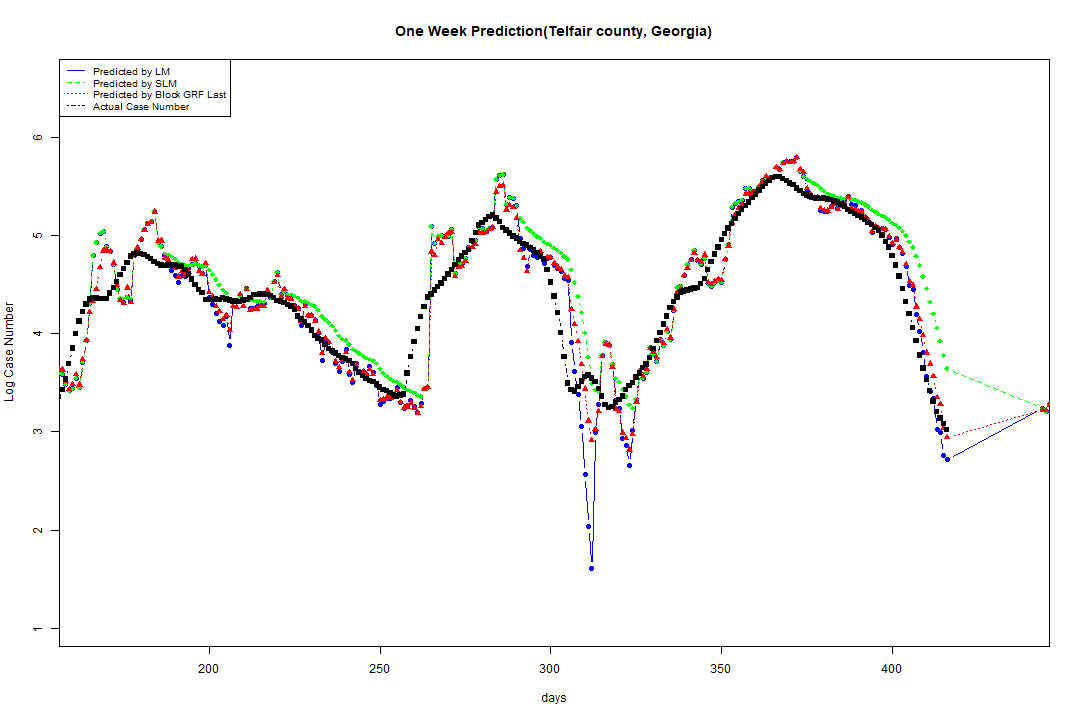 One Week Prediction(Telfair county, Georgia)
Predicted by LM
Predicted by SLM
Predicted by Block GRF Last
Actual Case Number
Log Case Number
6
5
4
3
2
1
200
250
300
350
400
days